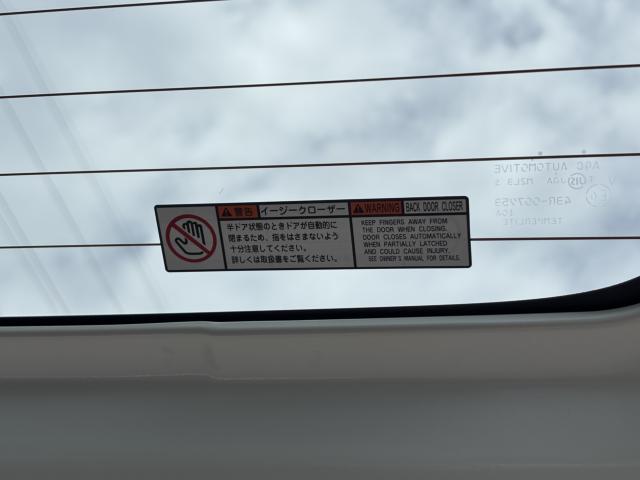 警告 イージークローザー
半ドア状態のときドアが自動的に
閉まるため、指をはさまないよう
十分注意してください。
詳しくは取扱書をご覧ください。
WARNING BACK DOOR CLOSER
KEEP FINGERS AWAY FROM
THE DOOR WHEN CLOSING.
DOOR CLOSES AUTOMATICALLY
WHEN PARTIALLY LATCHED
AND COULD CAUSE INJURY.
SEE OWNER'S MANUAL FOR DETAILS.
AGC AUTOMOTIVE
M2LB
TEMPERLITE